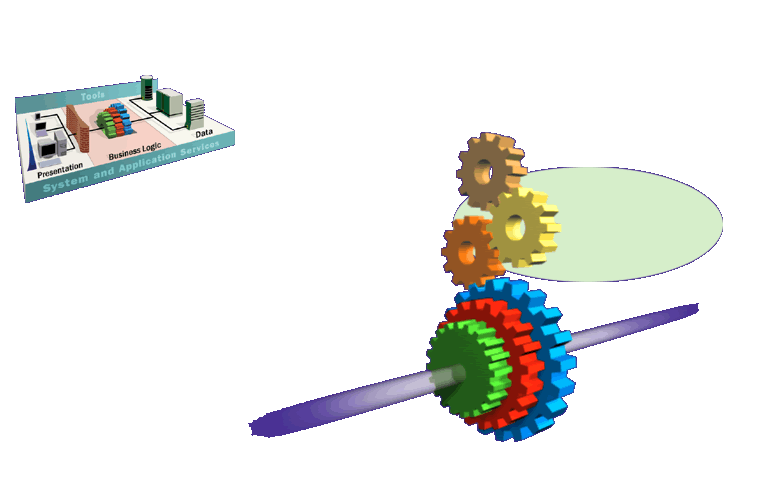 Tools
Data
Business Logic
Presentation
System and Application Services